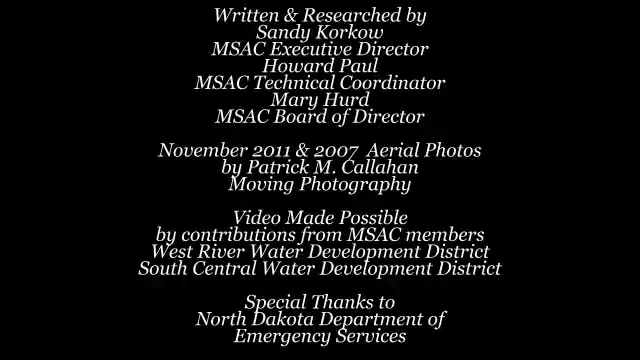 Written & Researched by
Sandy Korkow
MSAC Executive Director
Howard Paul
MSAC Technical Coordinator
Mary Hurd
MSAC Board of Director
November 2011 & 2007 Aerial Photos
by Patrick M. Callahan
Moving Photography
Video Made Possible
by contributions from MSAC members
West River Water Development District
South Central Water Development District
Special Thanks to
North Dakota Department of
Emergency Services